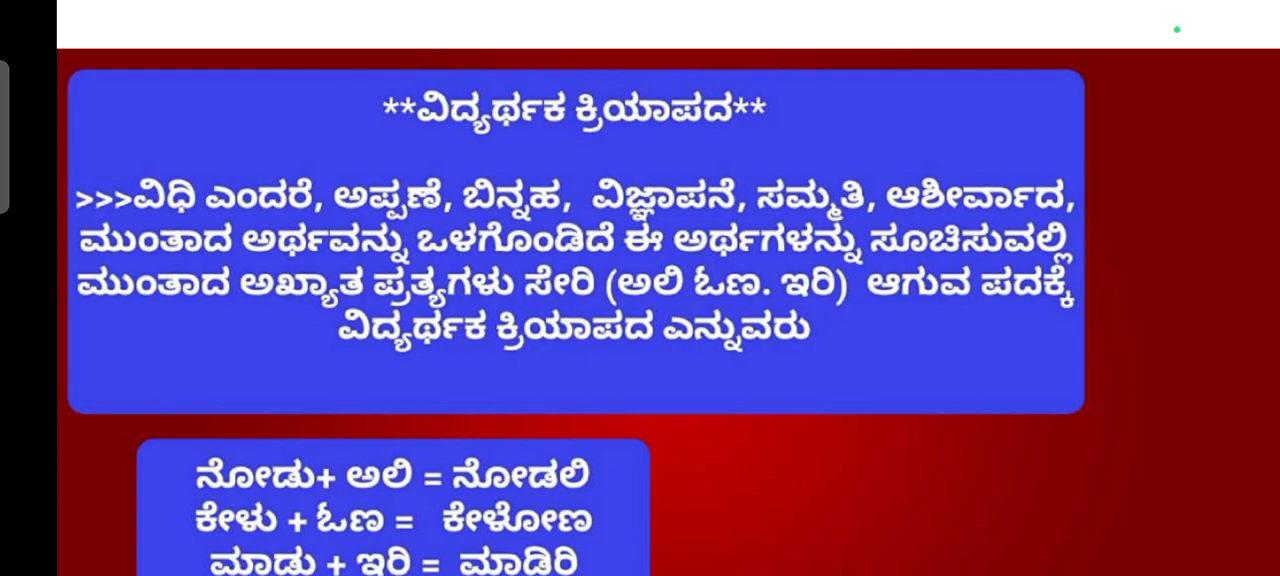 **ವಿದ್ಯರ್ಥಕ ಕ್ರಿಯಾಪದ**
>>>ವಿಧಿ ಎಂದರೆ, ಅಪ್ಪಣೆ, ಬಿನ್ನಹ, ವಿಜ್ಞಾಪನೆ, ಸಮ್ಮತಿ, ಆಶೀರ್ವಾದ,
ಮುಂತಾದ ಅರ್ಥವನ್ನು ಒಳಗೊಂಡಿದೆ ಈ ಅರ್ಥಗಳನ್ನು ಸೂಚಿಸುವಲ್ಲಿ
ಮುಂತಾದ ಅಖ್ಯಾತ ಪ್ರತ್ಯಗಳು ಸೇರಿ (ಅಲಿ ಓಣ. ಇರಿ) ಆಗುವ ಪದಕ್ಕೆ
ವಿದ್ಯರ್ಥಕ ಕ್ರಿಯಾಪದ ಎನ್ನುವರು
ನೋಡು+ ಅಲಿ = ನೋಡಲಿ
ಕೇಳು + ಓಣ = ಕೇಳೋಣ
ಮಾಡು + ಇರಿ = ಮಾಡಿರಿ